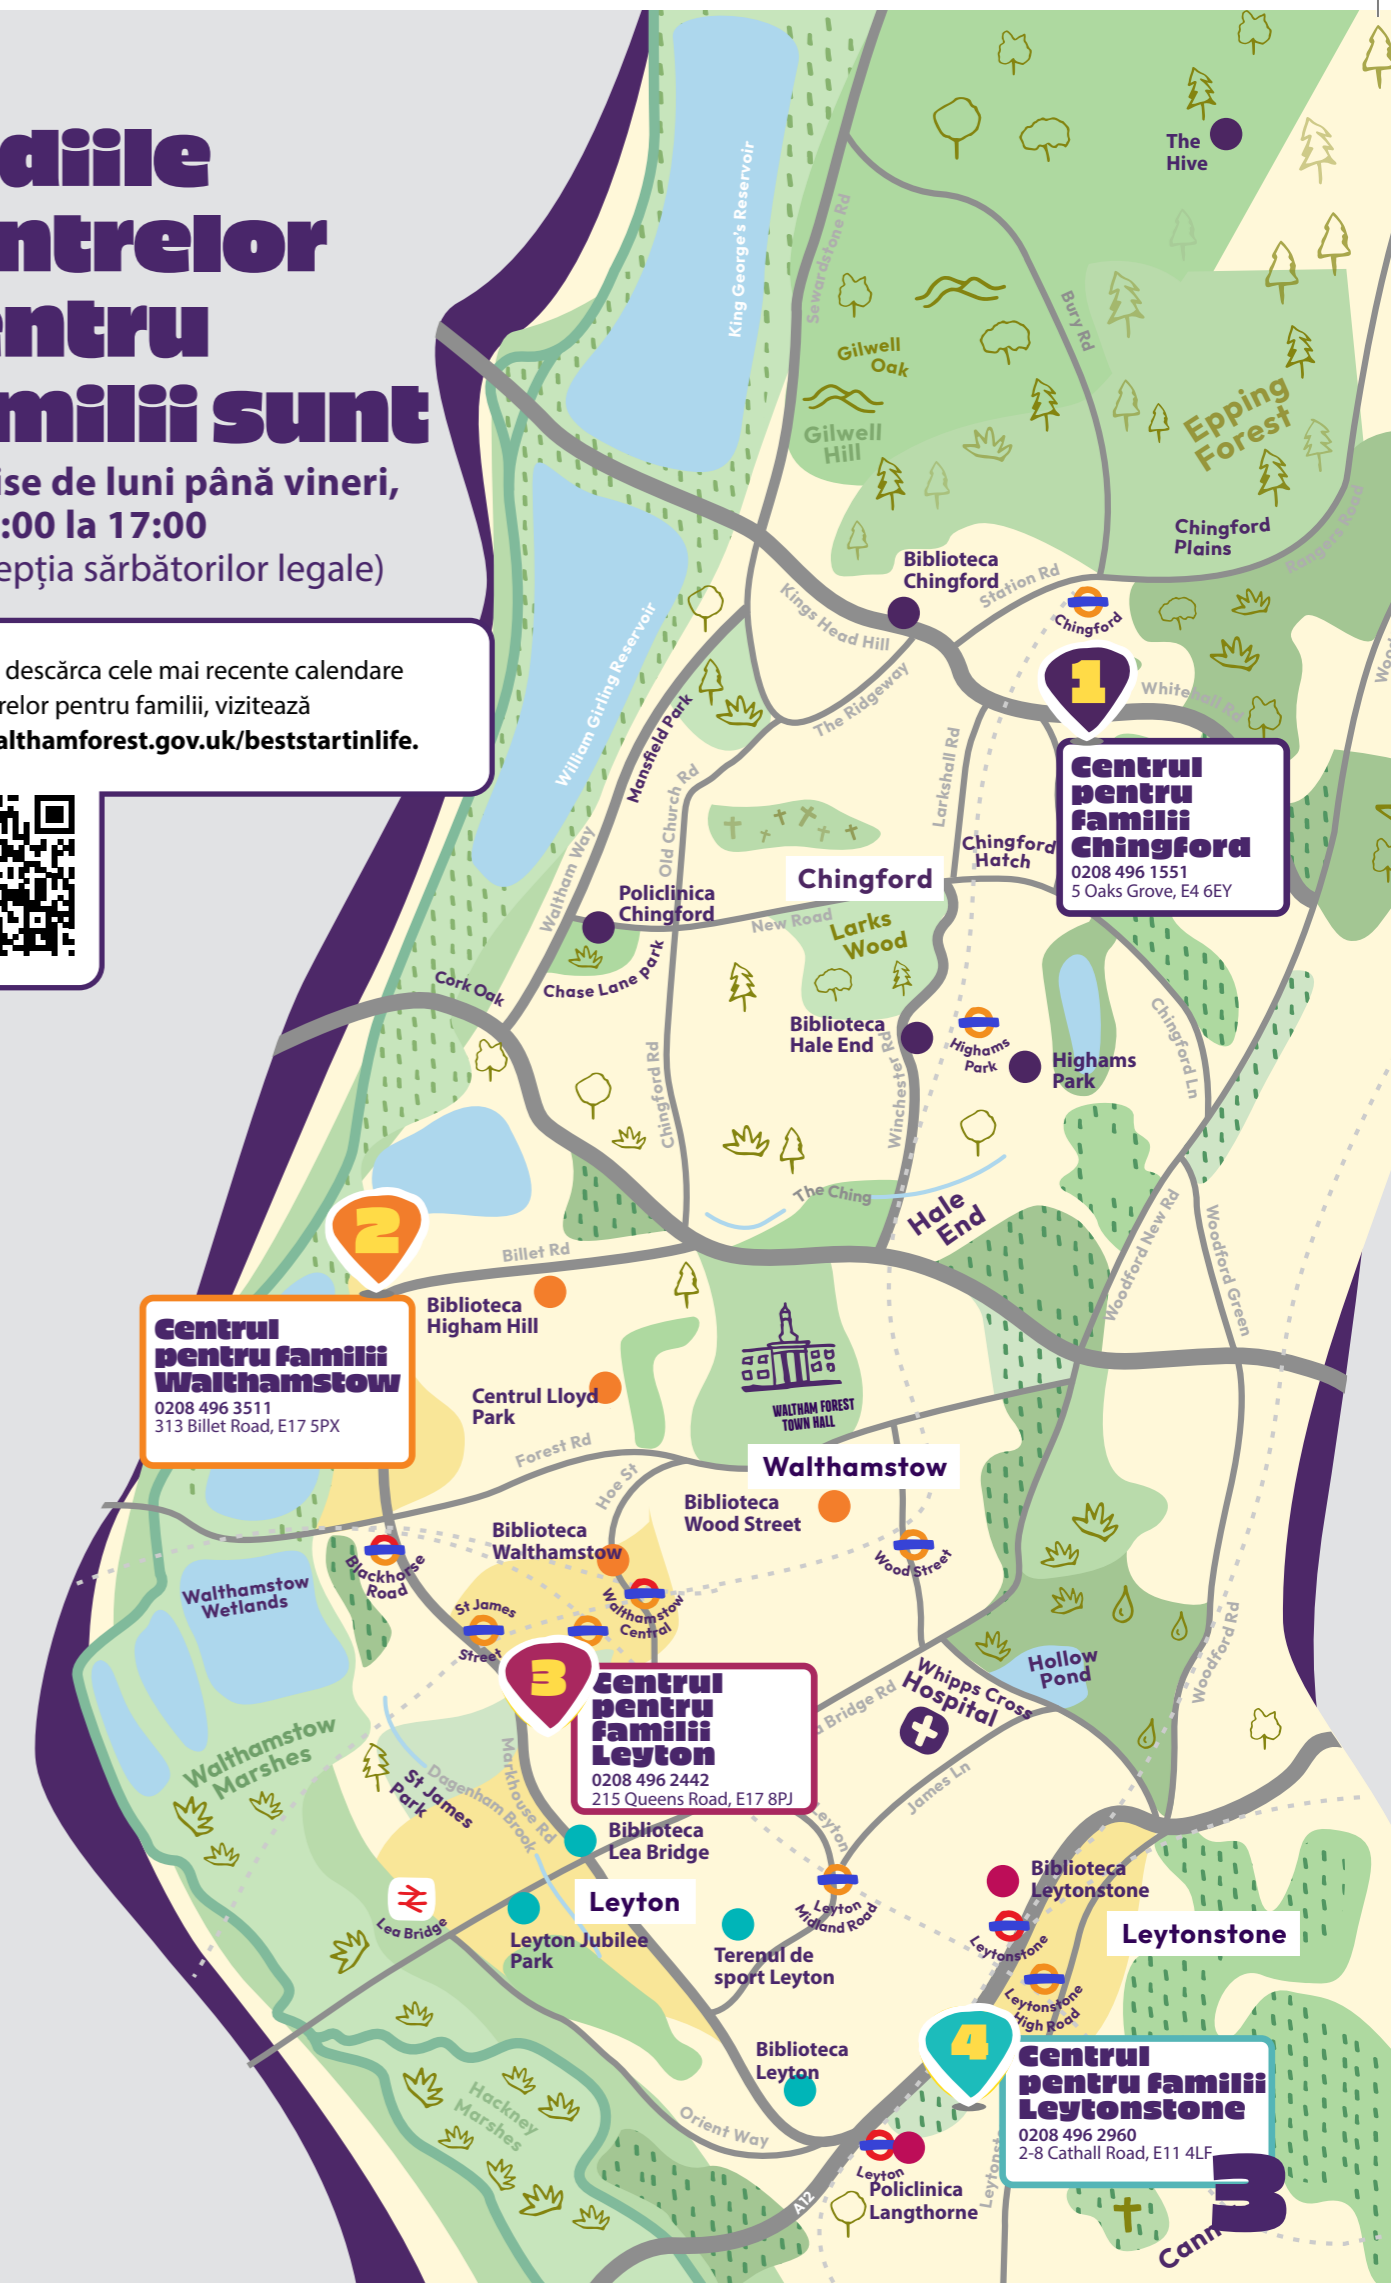 diile
ntrelor
entru
milii sunt
ise de luni până vineri,
:00 la 17:00
epția sărbătorilor legale)
descărca cele mai recente calendare
relor pentru familii, vizitează
althamforest.gov.uk/beststartinlife.
The
Hive
King George's Reservoir
Sewardstone Rd
Bury Rd
Gilwell
Oak
Gilwell
Hill
Epping
Forest
Chingford
Plains
Rangers Road
Biblioteca
Chingford
Station Rd
Chingford
Kings Head Hill
William Girling Reservoir
The Ridgeway
1
Whitehall Rd
Mansfield Park
Larkshall Rd
Old Church Rd
Centrul
pentru
familii
Chingford
0208 496 1551
5 Oaks Grove, E4 6EY
Chingford
Hatch
Chingford
Waltham Way
Policlinica
Chingford
New Road
Larks
Wood
Cork Oak
Chase Lane park
Biblioteca
Hale End
Highams
Park
Highams
Park
Chingford Ln
Chingford Rd
Winchester Rd
The Ching
Hale
End
Woodford New Rd
Woodford Green
2
Billet Rd
Biblioteca
Higham Hill
Centrul
pentru familii
Walthamstow
0208 496 3511
313 Billet Road, E17 5PX
Centrul Lloyd
Park
WALTHAM FOREST
TOWN HALL
Forest Rd
Hoe St
Walthamstow
Biblioteca
Wood Street
Biblioteca
Walthamstow
Wood Street
Blackhorse
Road
Walthamstow
Wetlands
St James
Street
Walthamstow
Central
Woodford Rd
Hollow
Pond
Whipps Cross
Hospital
3
Centrul
pentru
familii
Leyton
0208 496 2442
215 Queens Road, E17 8PJ
a Bridge Rd
James Ln
Walthamstow
Marshes
St James
Park
Dagenham Brook
Markhouse Rd
Leyton
Biblioteca
Lea Bridge
Lea Bridge
Leyton
Leyton Jubilee
Park
Terenul de
sport Leyton
Leyton
Midland Road
Biblioteca
Leytonstone
Leytonstone
Leytonstone
Leytonstone
High Road
4
Centrul
pentru familii
Leytonstone
0208 496 2960
2-8 Cathall Road, E11 4LF
Biblioteca
Leyton
Hackney
Marshes
Orient Way
Leyton
Policlinica
Langthorne
Leytonst
A12
Cann
3